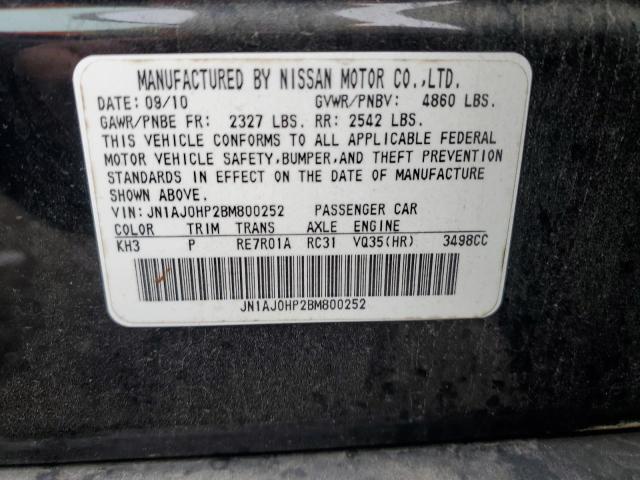 MANUFACTURED BY NISSAN MOTOR CO.,LTD.
DATE: 09/10 GVWR/PNBV: 4860 LBS.
GAWR/PNBE FR: 2327 LBS. RR: 2542 LBS.
THIS VEHICLE CONFORMS TO ALL APPLICABLE FEDERAL
MOTOR VEHICLE SAFETY,BUMPER,AND THEFT PREVENTION
STANDARDS IN EFFECT ON THE DATE OF MANUFACTURE
SHOWN ABOVE.
VIN: JN1AJ0HP2BM800252 PASSENGER CAR
COLOR TRIM TRANS AXLE ENGINE
KH3 P RE7R01A RC31 VQ35(HR) 3498CC
JN1AJ0HP2BM800252